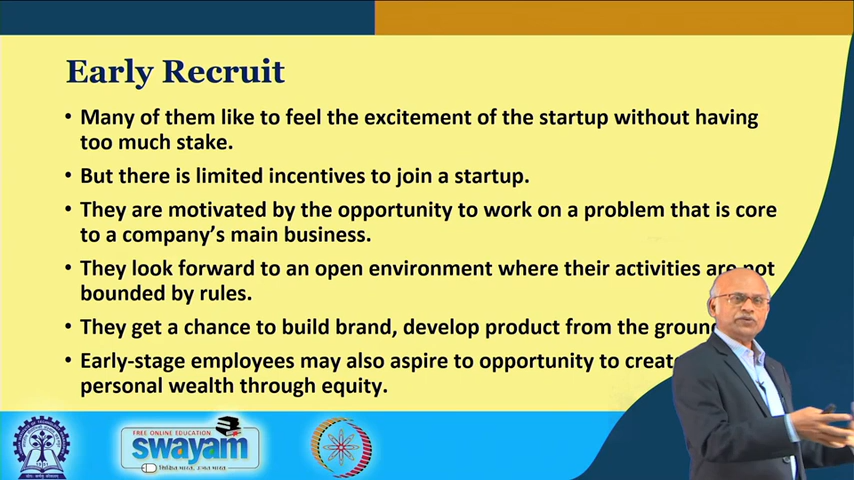 Early Recruit
• Many of them like to feel the excitement of the startup without having
too much stake.
• But there is limited incentives to join a startup.
• They are motivated by the opportunity to work on a problem that is core
to a company's main business.
• They look forward to an open environment where their activities are not
bounded by rules.
• They get a chance to build brand, develop product from the ground
• Early-stage employees may also aspire to opportunity to create
personal wealth through equity.
FREE ONLINE EDUCATION
swayam
शिक्षित भारत, उन्नत भारत